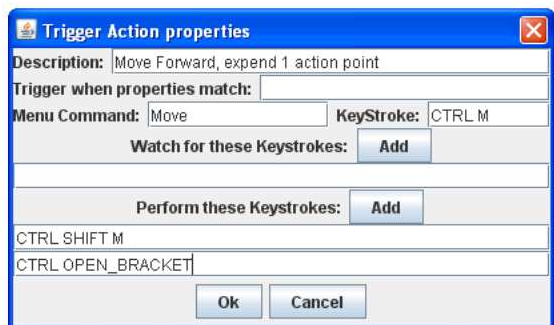 Trigger Action properties
Description: Move Forward, expend 1 action point
Trigger when properties match:
Menu Command: Move KeyStroke: CTRL M
Watch for these Keystrokes: Add
Perform these Keystrokes: Add
CTRL SHIFT M
CTRL OPEN_BRACKET
Ok Cancel